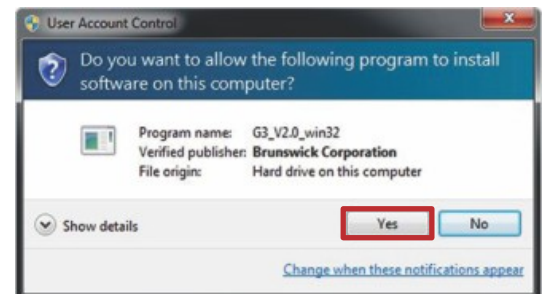 User Account Control
Do you want to allow the following program to install
software on this computer?
Program name: G3_V2.0_win32
Verified publisher: Brunswick Corporation
File origin: Hard drive on this computer
Show details
Yes No
Change when these notifications appear